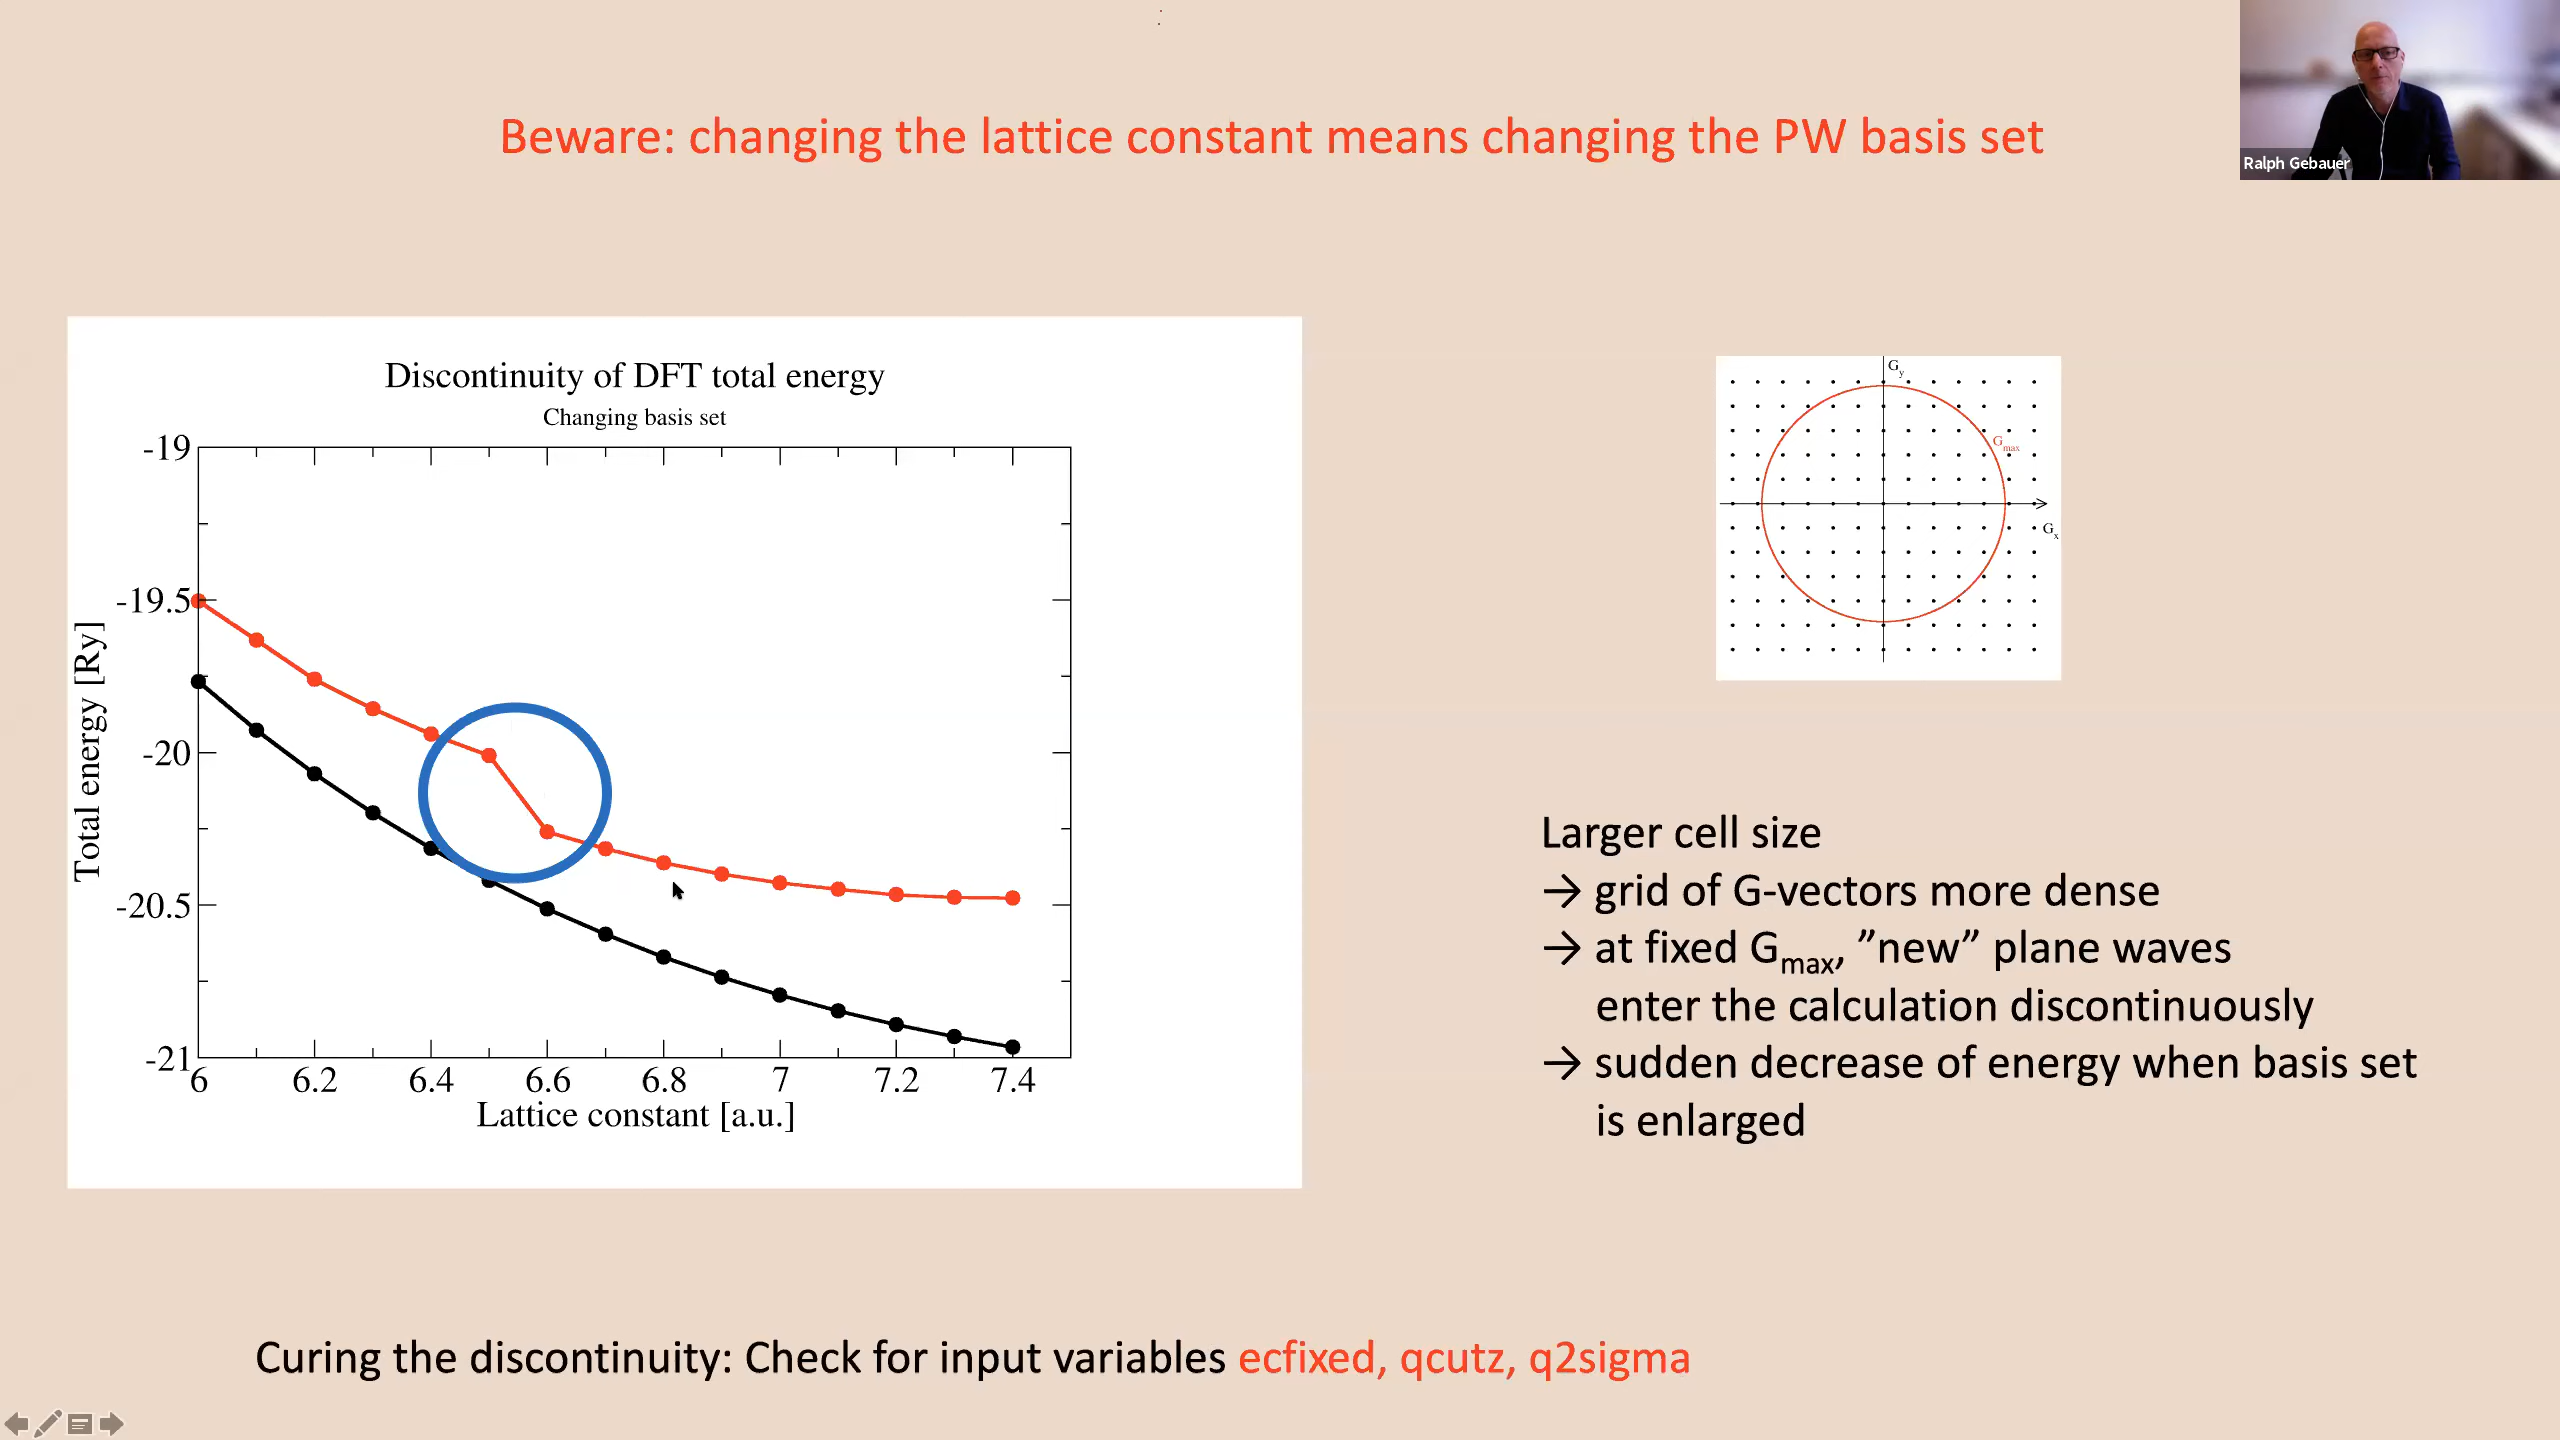 Beware: changing the lattice constant means changing the PW basis set
Ralph Gebauer
Discontinuity of DFT total energy
Changing basis set
-19
-19.5
-20
-20.5
-21
Total energy [Ry]
6 6.2 6.4 6.6 6.8 7 7.2 7.4
Lattice constant [a.u.]
Gy
Gmax
Gx
Larger cell size
→ grid of G-vectors more dense
→ at fixed Gmax, ”new” plane waves
enter the calculation discontinuously
→ sudden decrease of energy when basis set
is enlarged
Curing the discontinuity: Check for input variables ecfixed, qcutz, q2sigma